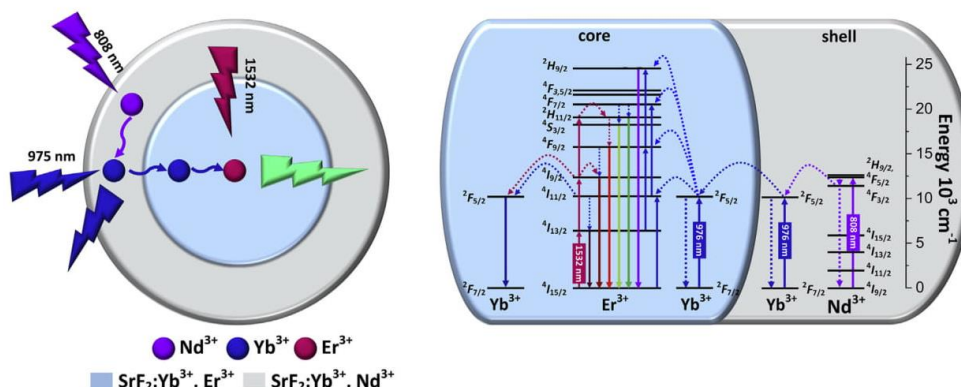 808 nm
1532 nm
975 nm
Nd³⁺ Yb³⁺ Er³⁺
SrF₂:Yb³⁺, Er³⁺ SrF₂:Yb³⁺, Nd³⁺
core
shell
²H₉/₂
⁴F₃,₅/₂
⁴F₇/₂
²H₁₁/₂
⁴S₃/₂
⁴F₉/₂
⁴I₉/₂
⁴I₁₁/₂
⁴I₁₃/₂
⁴I₁₅/₂
²F₅/₂
²F₇/₂
1532 nm
²F₅/₂
²F₇/₂
976 nm
²F₅/₂
²F₇/₂
976 nm
²H₉/₂,
⁴F₅/₂
⁴F₃/₂
⁴I₁₅/₂
⁴I₁₃/₂
⁴I₁₁/₂
⁴I₉/₂
808 nm
Yb³⁺ Er³⁺ Yb³⁺ Yb³⁺ Nd³⁺
25
20
15
10
5
0
Energy 10³ cm⁻¹